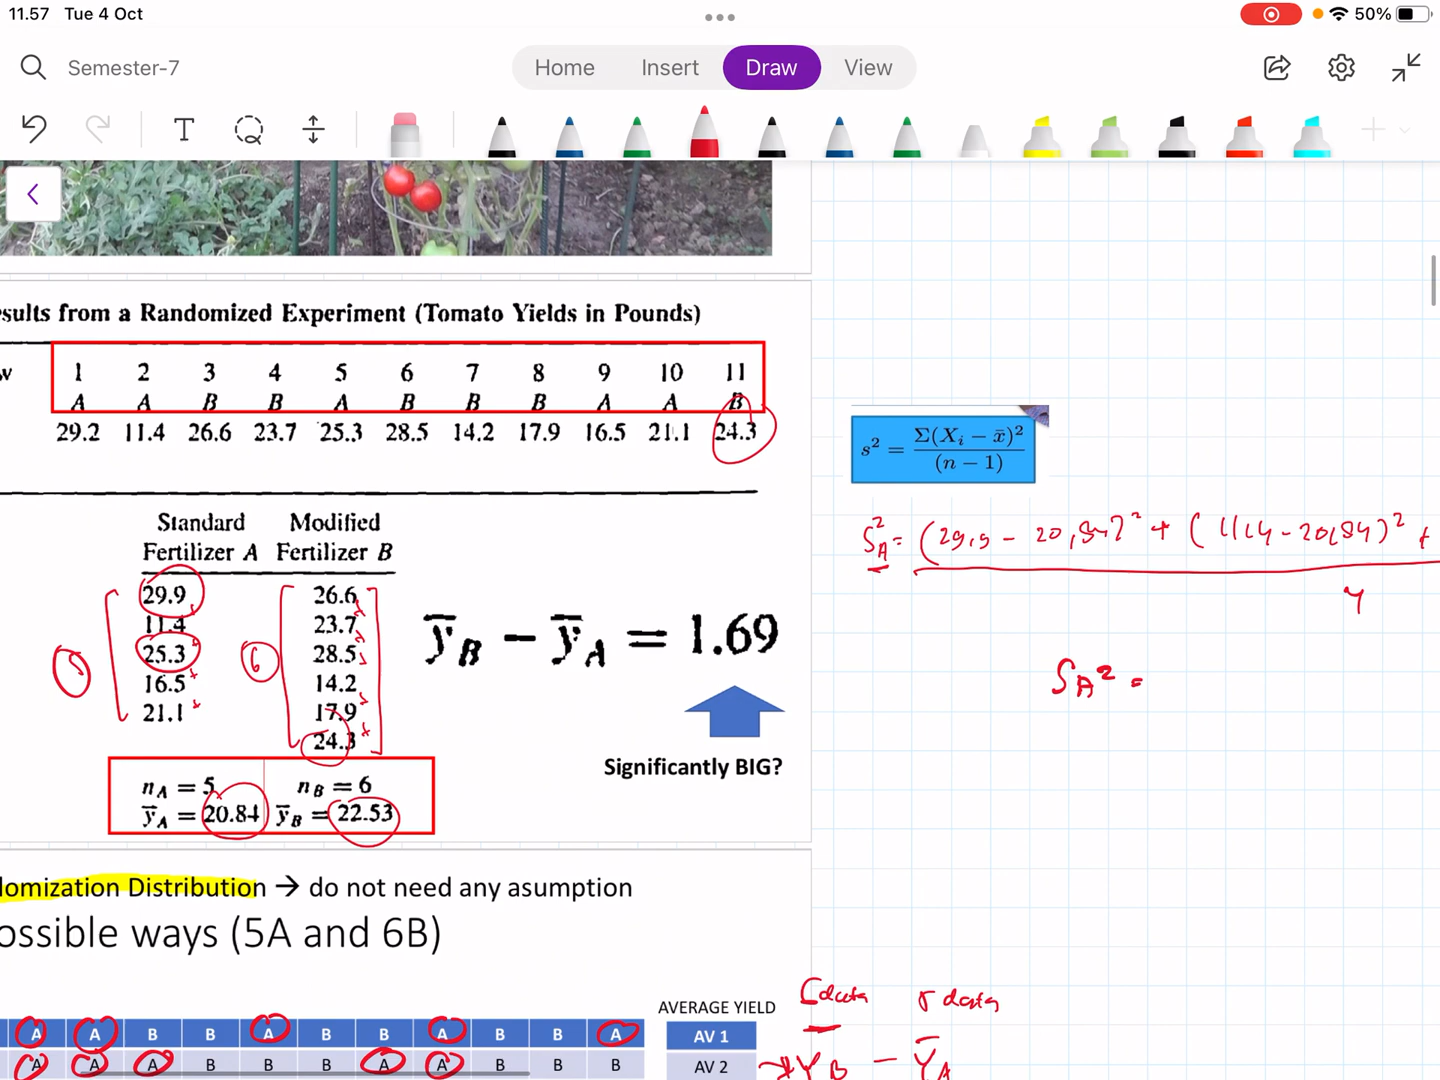 11.57 Tue 4 Oct 50%
Semester-7 Home Insert Draw View
T
esults from a Randomized Experiment (Tomato Yields in Pounds)
w 1 2 3 4 5 6 7 8 9 10 11
A A B B A B B B A A B
29.2 11.4 26.6 23.7 25.3 28.5 14.2 17.9 16.5 21.1 24.3
s² = Σ(Xᵢ − x̄)² / (n − 1)
S²A = (29,9 - 20,84)² + (11,4 - 20,84)² +
4
SA² =
Standard Modified
Fertilizer A Fertilizer B
29.9 26.6
11.4 23.7
25.3 28.5
16.5 14.2
21.1 17.9
24.3
5 6
ȳB − ȳA = 1.69
Significantly BIG?
nA = 5 nB = 6
ȳA = 20.84 ȳB = 22.53
domization Distribution → do not need any asumption
ossible ways (5A and 6B)
AVERAGE YIELD
A A B B A B B A B B A AV 1
A A A B B B A A B B B AV 2
data data
ȲB − ȲA